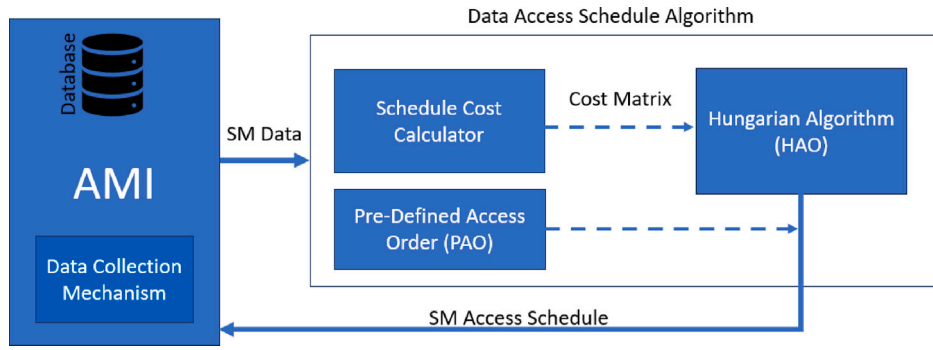 Data Access Schedule Algorithm
Database
AMI
Data Collection
Mechanism
SM Data
Schedule Cost
Calculator
Cost Matrix
Hungarian Algorithm
(HAO)
Pre-Defined Access
Order (PAO)
SM Access Schedule